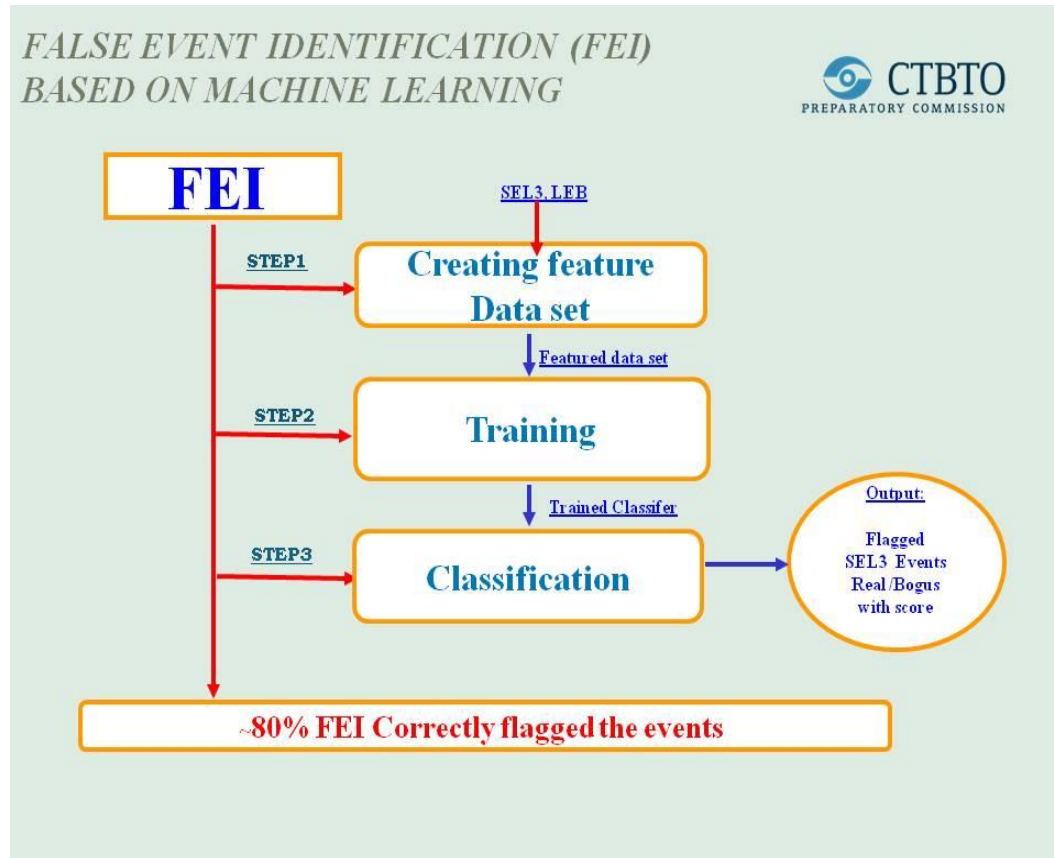 FALSE EVENT IDENTIFICATION (FEI)
BASED ON MACHINE LEARNING
CTBTO
PREPARATORY COMMISSION
FEI
SEL3, LEB
STEP1
Creating feature
Data set
Featured data set
STEP2
Training
Trained Classifer
STEP3
Classification
Output:
Flagged
SEL3 Events
Real/Bogus
with score
~80% FEI Correctly flagged the events